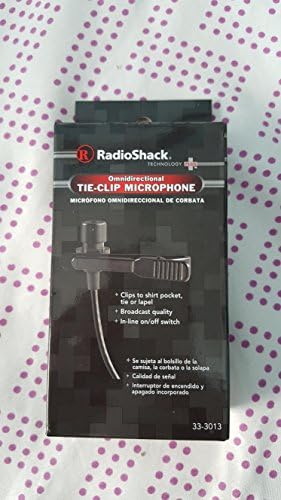 R RadioShack.
TECHNOLOGY
Omnidirectional
TIE-CLIP MICROPHONE
MICRÓFONO OMNIDIRECCIONAL DE CORBATA
• Clips to shirt pocket,
tie or lapel
• Broadcast quality
• In-line on/off switch
• Se sujeta al bolsillo de la
camisa, la corbata o la solapa
• Calidad de señal
• Interruptor de encendido y
apagado incorporado
33-3013